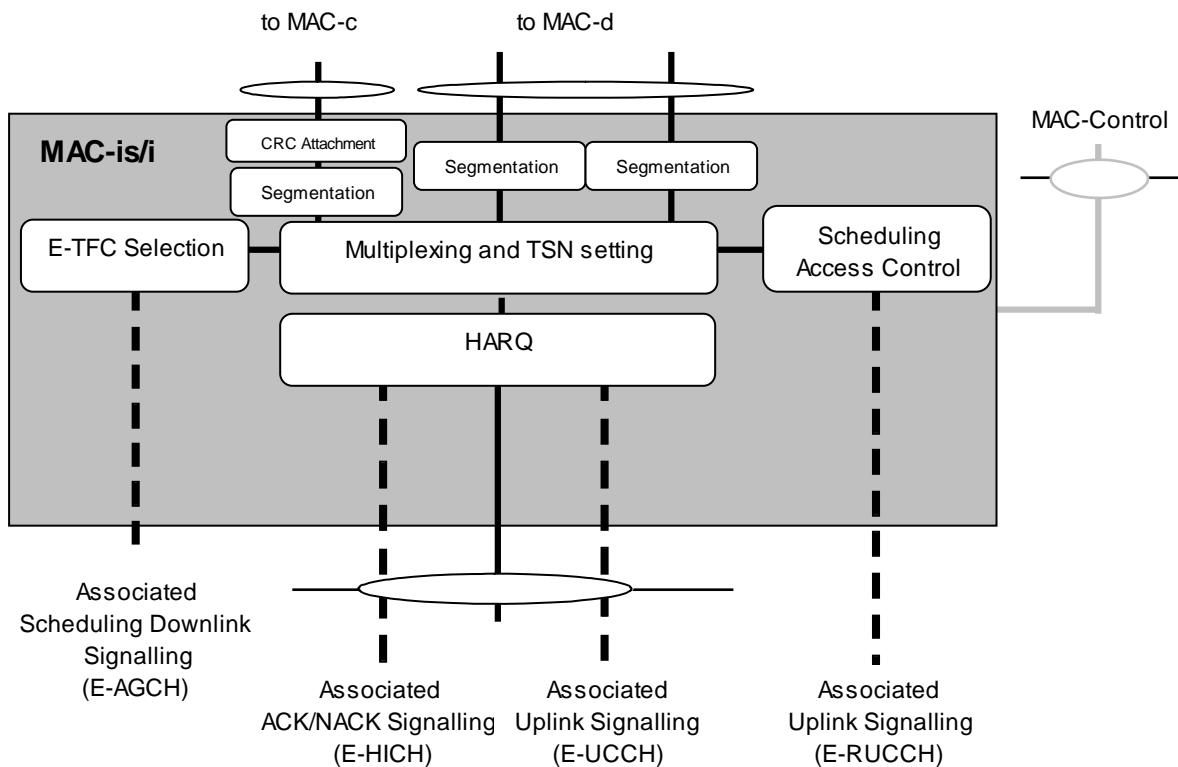 to MAC-c
to MAC-d
MAC-Control
MAC-is/i
CRC Attachment
Segmentation
Segmentation
Segmentation
E-TFC Selection
Multiplexing and TSN setting
Scheduling
Access Control
HARQ
Associated
Scheduling Downlink
Signalling
(E-AGCH)
Associated
ACK/NACK Signalling
(E-HICH)
Associated
Uplink Signalling
(E-UCCH)
Associated
Uplink Signalling
(E-RUCCH)